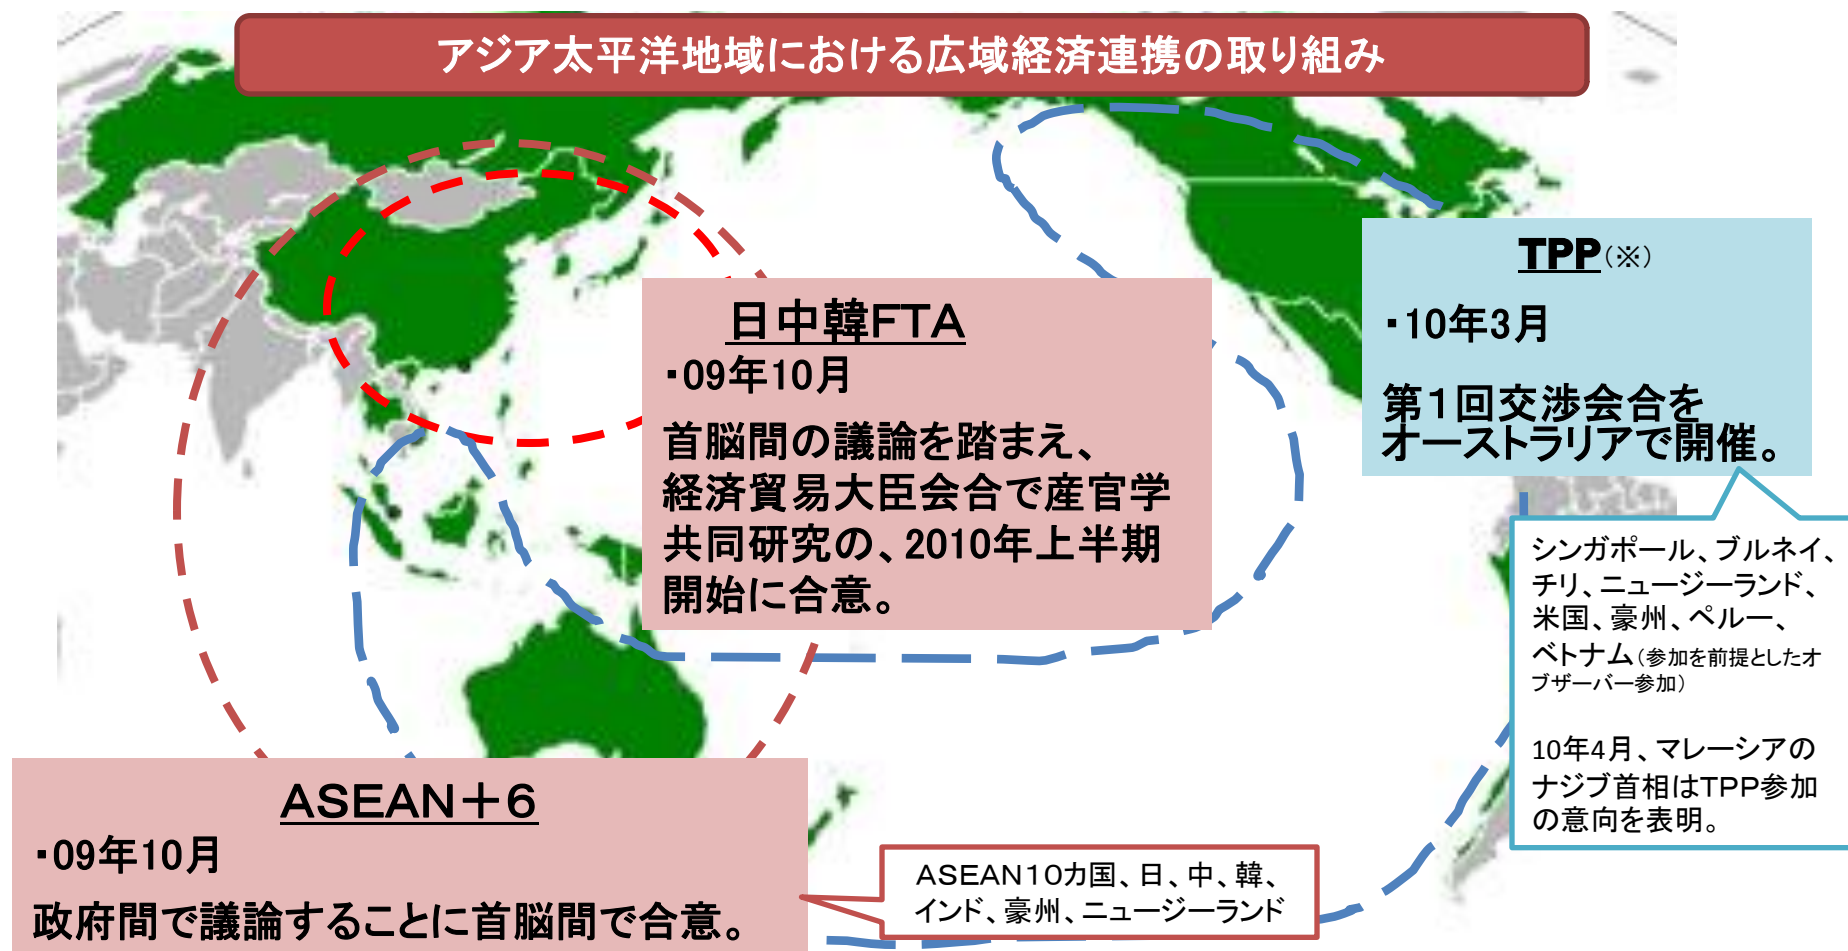 アジア太平洋地域における広域経済連携の取り組み
日中韓FTA
▪09年10月
首脳間の議論を踏まえ、
経済貿易大臣会合で産官学
共同研究の、2010年上半期
開始に合意。
TPP(※)
▪10年3月
第1回交渉会合を
オーストラリアで開催。
シンガポール、ブルネイ、
チリ、ニュージーランド、
米国、豪州、ペルー、
ベトナム(参加を前提としたオ
ブザーバー参加)
10年4月、マレーシアの
ナジブ首相はTPP参加
の意向を表明。
ASEAN+6
▪09年10月
政府間で議論することに首脳間で合意。
ASEAN10カ国、日、中、韓、
インド、豪州、ニュージーランド